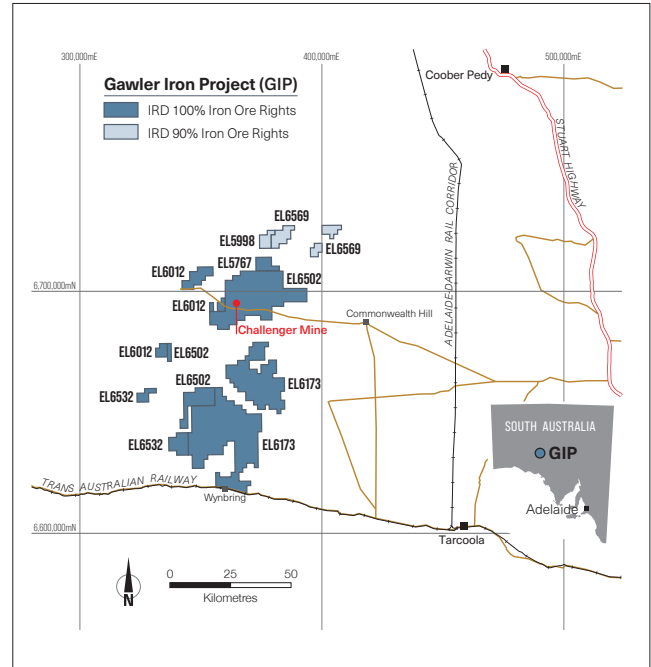 300,000mE
400,000mE
500,000mE
Coober Pedy
Gawler Iron Project (GIP)
IRD 100% Iron Ore Rights
IRD 90% Iron Ore Rights
STUART HIGHWAY
ADELAIDE-DARWIN RAIL CORRIDOR
EL6569
EL5998
EL6569
EL5767
EL6012
EL6502
6,700,000mN
EL6012
Commonwealth Hill
Challenger Mine
EL6012
EL6502
EL6502
EL6173
EL6532
SOUTH AUSTRALIA
GIP
EL6532
EL6173
TRANS AUSTRALIAN RAILWAY
Wynbring
Adelaide
6,600,000mN
Tarcoola
N
0
25
50
Kilometres